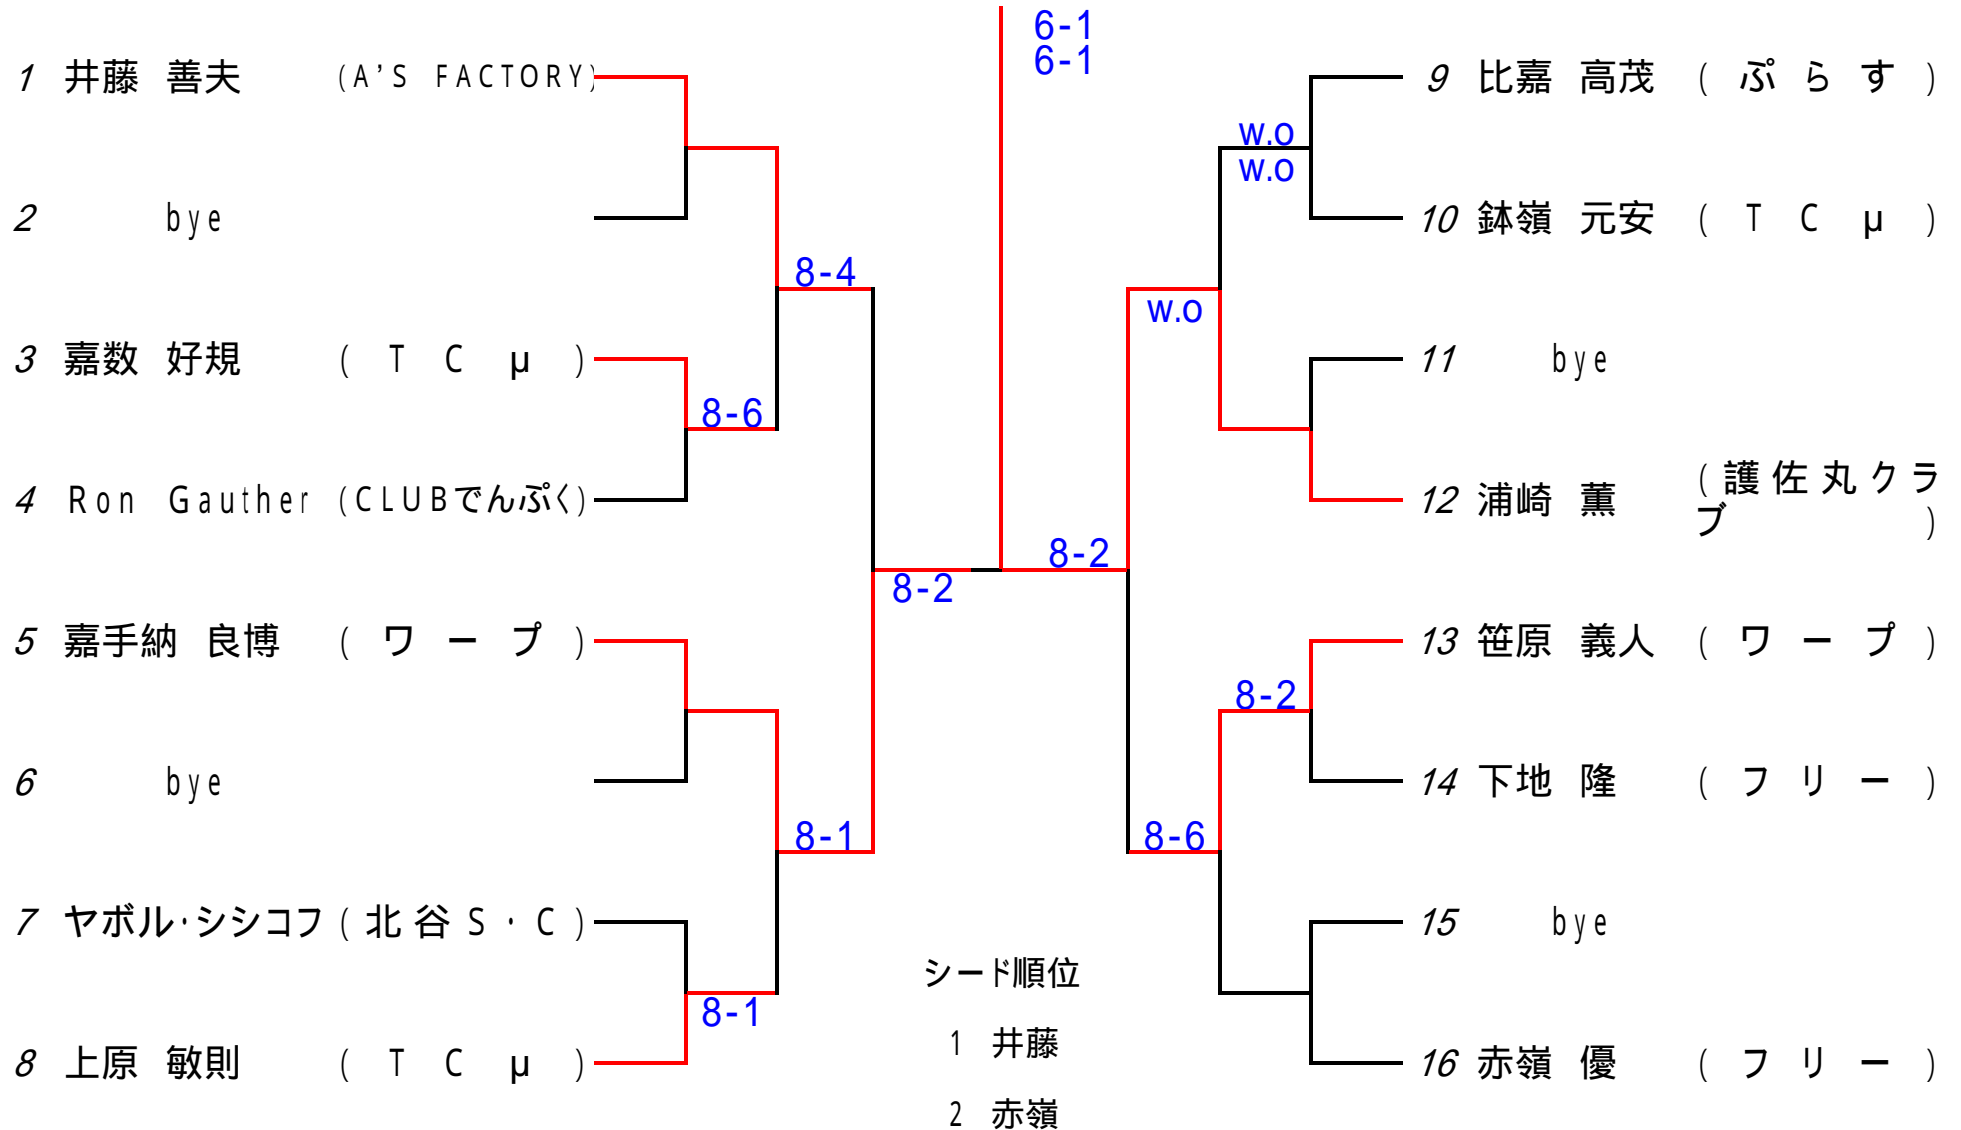 6-1
6-1
1 井藤 善夫 (A'S FACTORY)
2 bye
8-4
3 嘉数 好規 (TCμ)
8-6
4 Ron Gauther (CLUBでんぷく)
8-2
5 嘉手納 良博 (ワープ)
6 bye
8-1
7 ヤボル・シシコフ (北谷S・C)
8-1
8 上原 敏則 (TCμ)
9 比嘉 高茂 (ぷらす)
w.o
w.o
10 鉢嶺 元安 (TCμ)
w.o
11 bye
12 浦崎 薫 (護佐丸クラ
ブ)
8-2
13 笹原 義人 (ワープ)
8-2
14 下地 隆 (フリー)
8-6
15 bye
16 赤嶺 優 (フリー)
シード順位
1 井藤
2 赤嶺